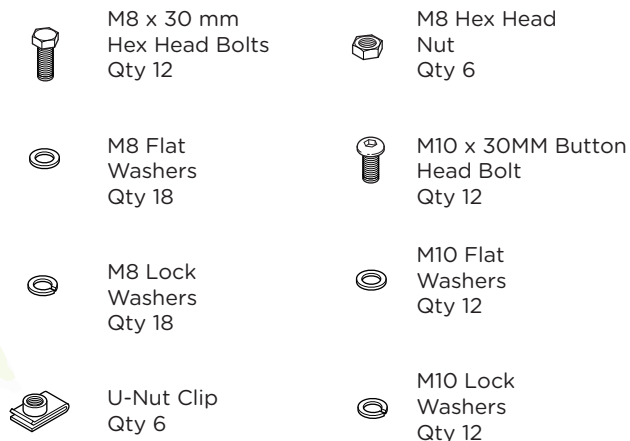 M8 x 30 mm
Hex Head Bolts
Qty 12
M8 Flat
Washers
Qty 18
M8 Lock
Washers
Qty 18
U-Nut Clip
Qty 6
M8 Hex Head
Nut
Qty 6
M10 x 30MM Button
Head Bolt
Qty 12
M10 Flat
Washers
Qty 12
M10 Lock
Washers
Qty 12